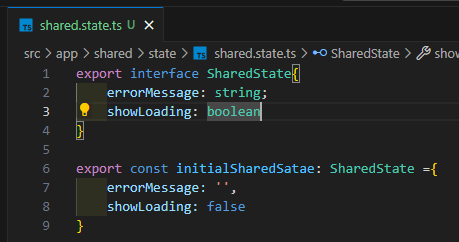 TS shared.state.ts U ×
src > app > shared > state > TS shared.state.ts > SharedState > 
1 export interface SharedState{
2 errorMessage: string;
3 showLoading: boolean
4 }
5
6 export const initialSharedSatae: SharedState ={
7 errorMessage: '',
8 showLoading: false
9 }